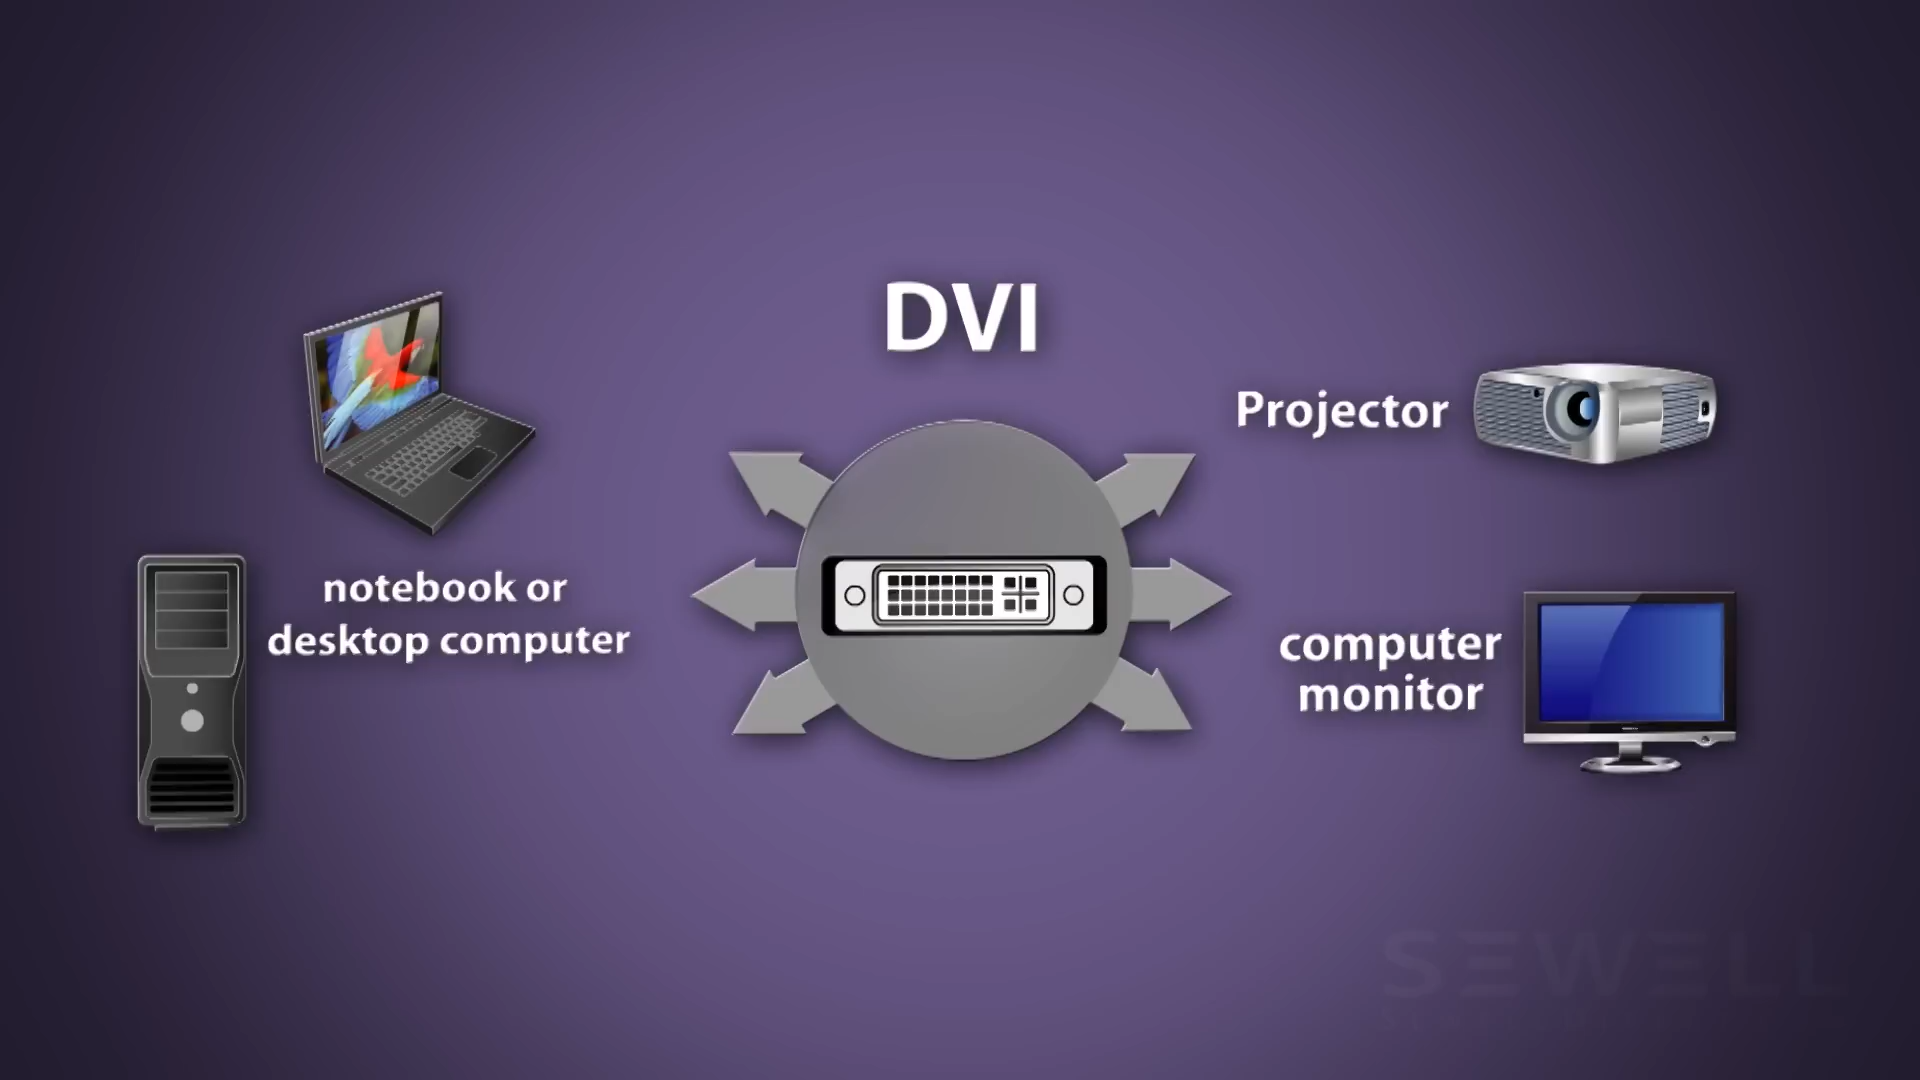 DVI
notebook or
desktop computer
Projector
computer
monitor
SEWELL